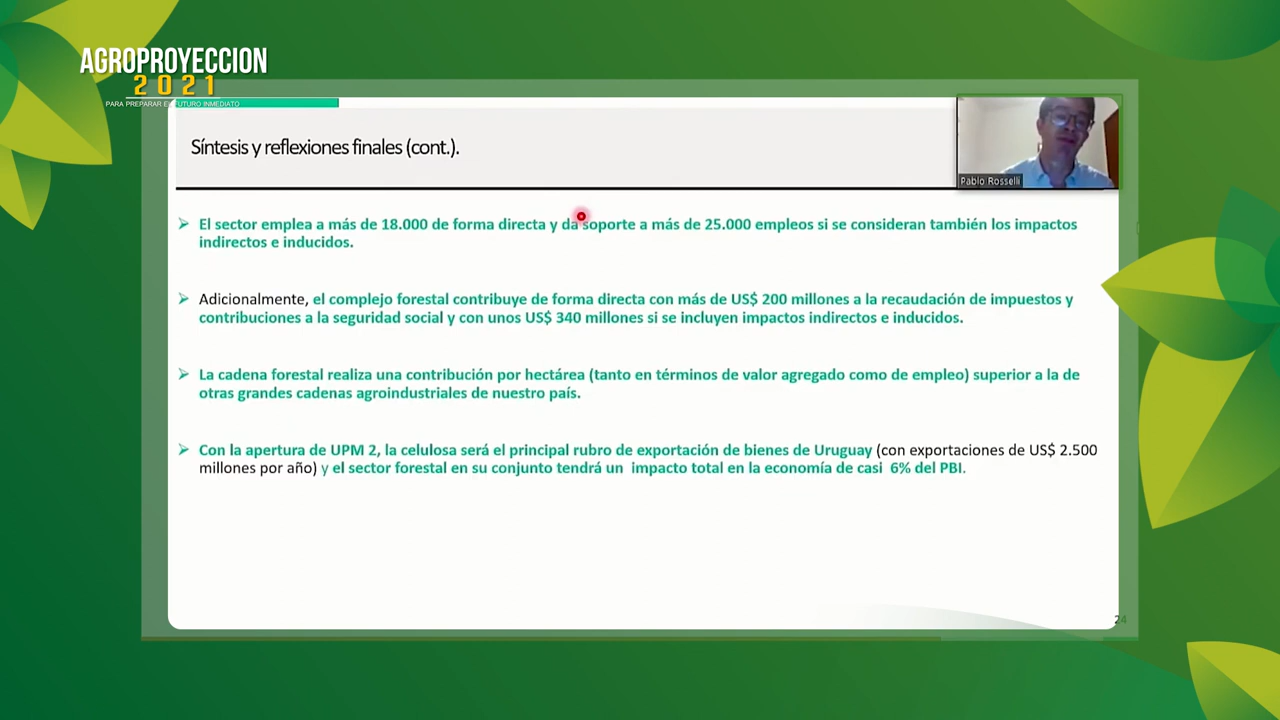 AGROPROYECCION
2021
PARA PREPARAR EL FUTURO INMEDIATO
Síntesis y reflexiones finales (cont.).
Pablo Rosselli
El sector emplea a más de 18.000 de forma directa y da soporte a más de 25.000 empleos si se consideran también los impactos
indirectos e inducidos.
Adicionalmente, el complejo forestal contribuye de forma directa con más de US$ 200 millones a la recaudación de impuestos y
contribuciones a la seguridad social y con unos US$ 340 millones si se incluyen impactos indirectos e inducidos.
La cadena forestal realiza una contribución por hectárea (tanto en términos de valor agregado como de empleo) superior a la de
otras grandes cadenas agroindustriales de nuestro país.
Con la apertura de UPM 2, la celulosa será el principal rubro de exportación de bienes de Uruguay (con exportaciones de US$ 2.500
millones por año) y el sector forestal en su conjunto tendrá un impacto total en la economía de casi 6% del PBI.
24